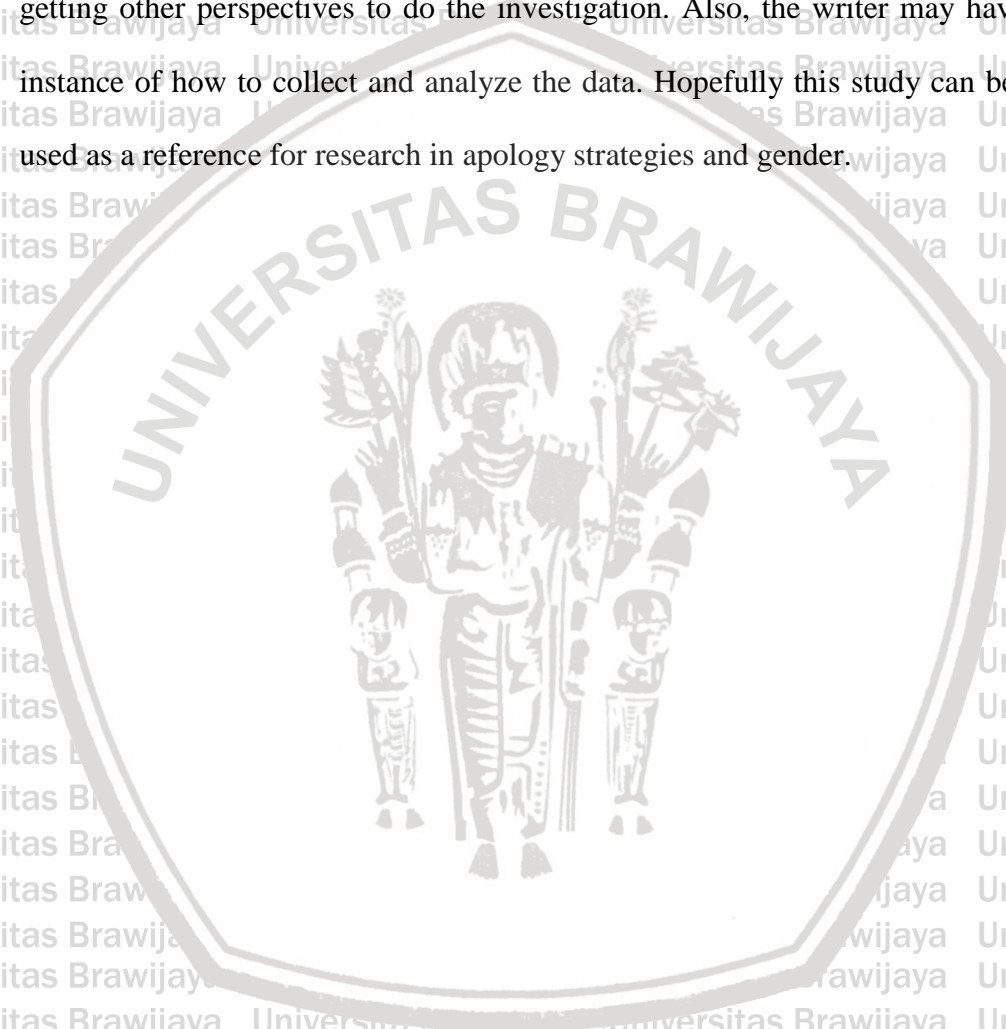 getting other perspectives to do the investigation. Also, the writer may hav
instance of how to collect and analyze the data. Hopefully this study can be
used as a reference for research in apology strategies and gender.
UNIVERSITAS BRAWIJAYA